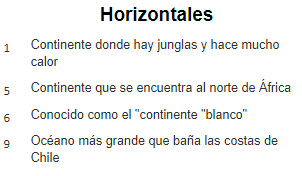 Horizontales
1 Continente donde hay junglas y hace mucho
calor
5 Continente que se encuentra al norte de África
6 Conocido como el "continente "blanco"
9 Océano más grande que baña las costas de
Chile